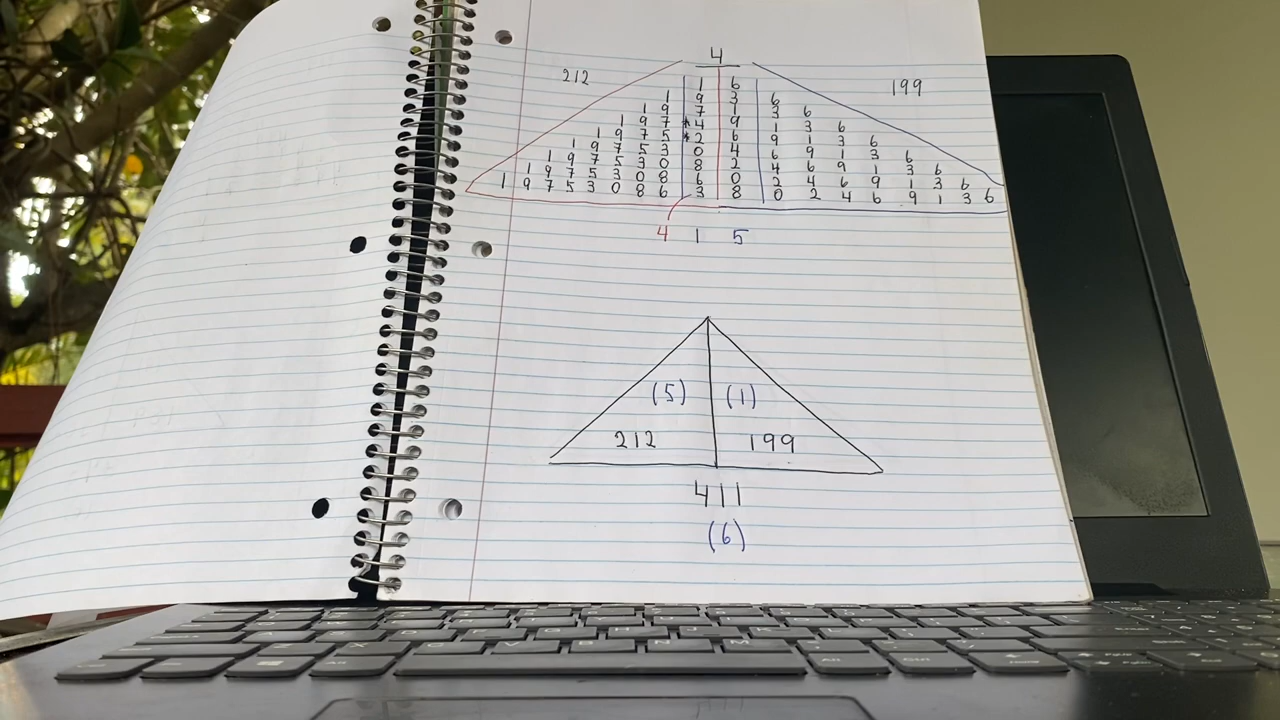 4
212 199
1 6
1 9 3 6
1 9 7 1 3 6
1 9 7 4 9 1 3 6
1 9 7 5 2 6 9 1 3 6
1 9 7 5 3 0 4 6 9 1 3 6
1 9 7 5 3 0 8 2 4 6 9 1 3 6
1 9 7 5 3 0 8 6 0 2 4 6 9 1 3 6
1 9 7 5 3 0 8 6 3 8 0 2 4 6 9 1 3 6
4 1 5
(5) (1)
212 199
411
(6)